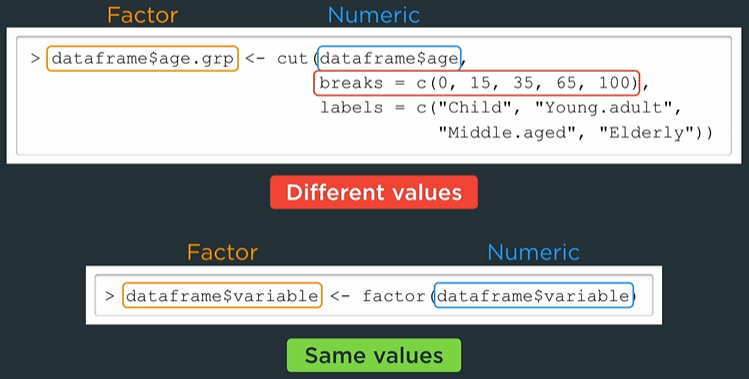 Factor Numeric
> dataframe$age.grp <- cut(dataframe$age,
breaks = c(0, 15, 35, 65, 100),
labels = c("Child", "Young.adult",
"Middle.aged", "Elderly"))
Different values
Factor Numeric
> dataframe$variable <- factor(dataframe$variable)
Same values